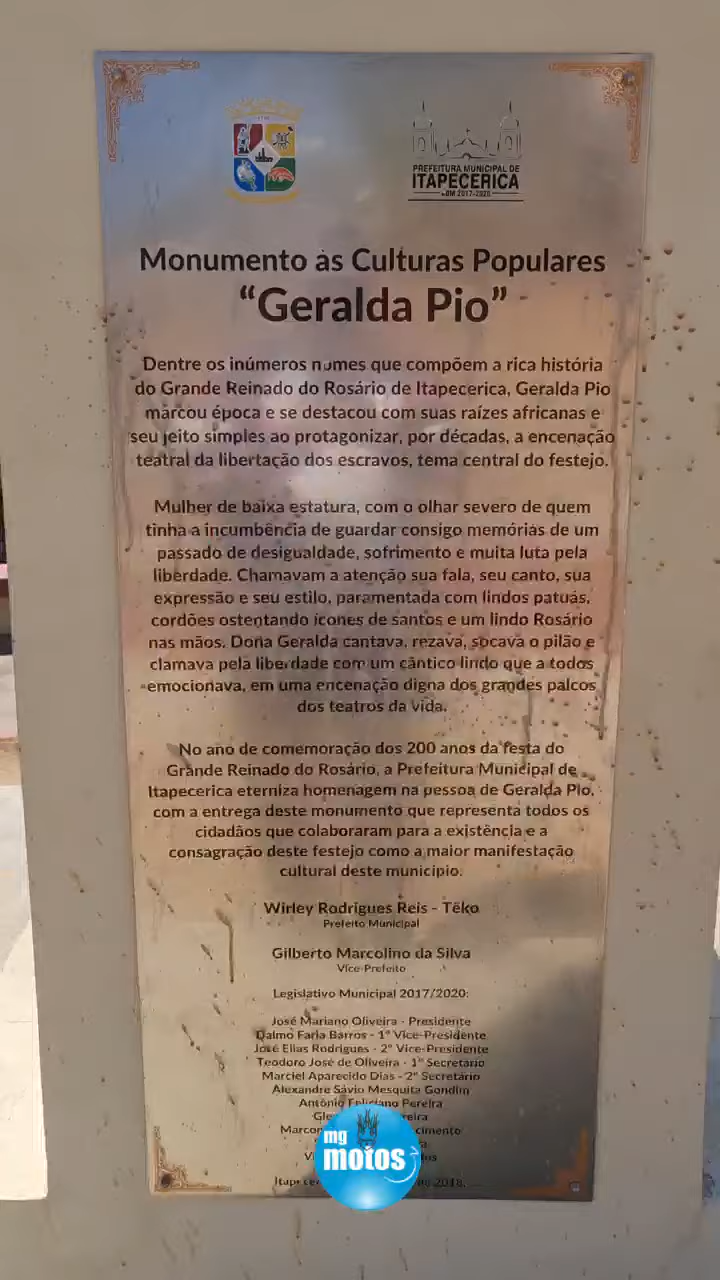 PREFEITURA MUNICIPAL DE
ITAPECERICA
ADM 2017-2020
Monumento às Culturas Populares
“Geralda Pio”
Dentre os inúmeros nomes que compõem a rica história
do Grande Reinado do Rosário de Itapecerica, Geralda Pio
marcou época e se destacou com suas raízes africanas e
seu jeito simples ao protagonizar, por décadas, a encenação
teatral da libertação dos escravos, tema central do festejo.
Mulher de baixa estatura, com o olhar severo de quem
tinha a incumbência de guardar consigo memórias de um
passado de desigualdade, sofrimento e muita luta pela
liberdade. Chamavam a atenção sua fala, seu canto, sua
expressão e seu estilo, paramentada com lindos patuás,
cordões ostentando ícones de santos e um lindo Rosário
nas mãos. Dona Geralda cantava, rezava, socava o pilão e
clamava pela liberdade com um cântico lindo que a todos
emocionava, em uma encenação digna dos grandes palcos
dos teatros da vida.
No ano de comemoração dos 200 anos da festa do
Grande Reinado do Rosário, a Prefeitura Municipal de
Itapecerica eterniza homenagem na pessoa de Geralda Pio,
com a entrega deste monumento que representa todos os
cidadãos que colaboraram para a existência e a
consagração deste festejo como a maior manifestação
cultural deste município.
Wirley Rodrigues Reis - Têko
Prefeito Municipal
Gilberto Marcolino da Silva
Vice-Prefeito
Legislativo Municipal 2017/2020:
José Mariano Oliveira - Presidente
Dalmo Faria Barros - 1º Vice-Presidente
José Elias Rodrigues - 2º Vice-Presidente
Teodoro José de Oliveira - 1º Secretário
Marciel Aparecido Dias - 2º Secretário
Alexandre Sávio Mesquita Gondim
Antônio Feliciano Pereira
mg
motos
2018.